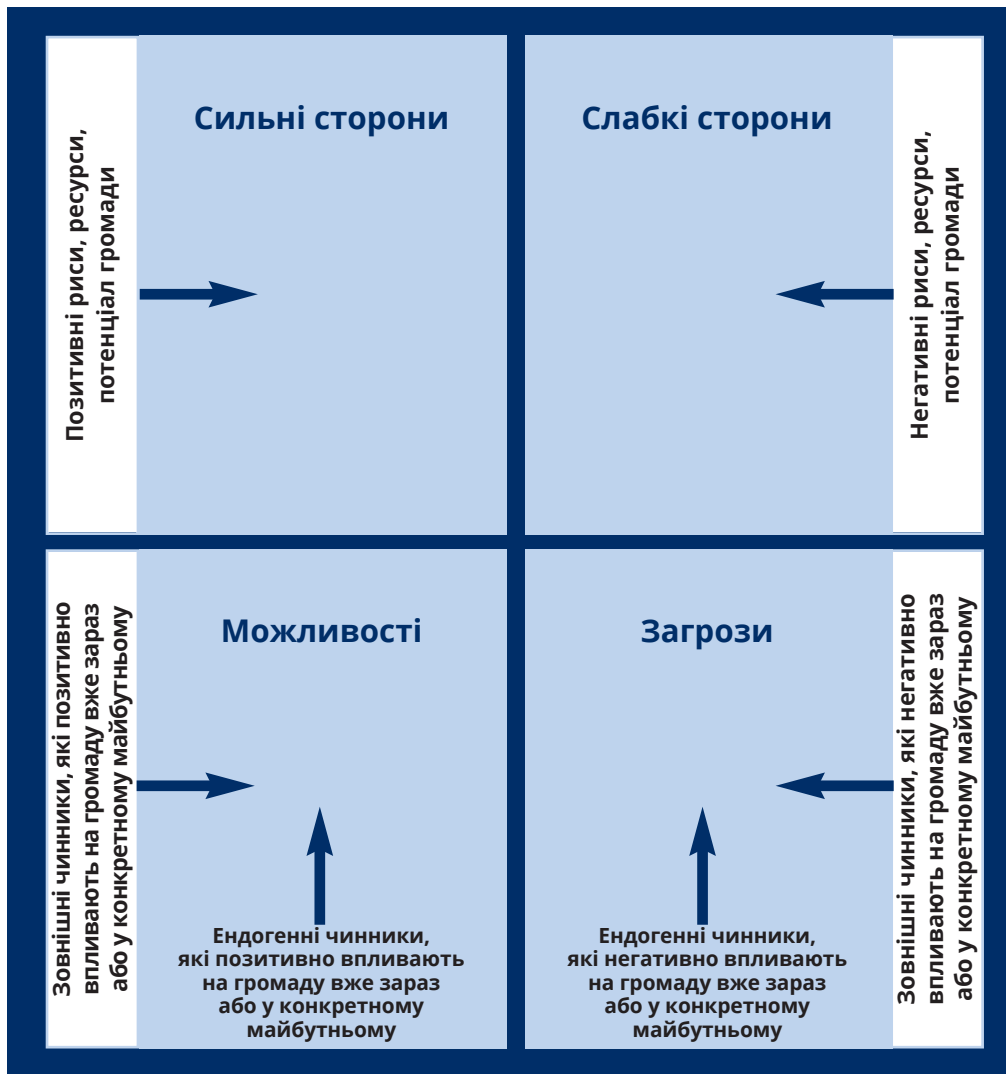 Позитивні риси, ресурси,
потенціал громади
Сильні сторони
Слабкі сторони
Негативні риси, ресурси,
потенціал громади
Зовнішні чинники, які позитивно
впливають на громаду вже зараз
або у конкретному майбутньому
Можливості
Ендогенні чинники,
які позитивно впливають
на громаду вже зараз
або у конкретному
майбутньому
Загрози
Ендогенні чинники,
які негативно впливають
на громаду вже зараз
або у конкретному
майбутньому
Зовнішні чинники, які негативно
впливають на громаду вже зараз
або у конкретному майбутньому